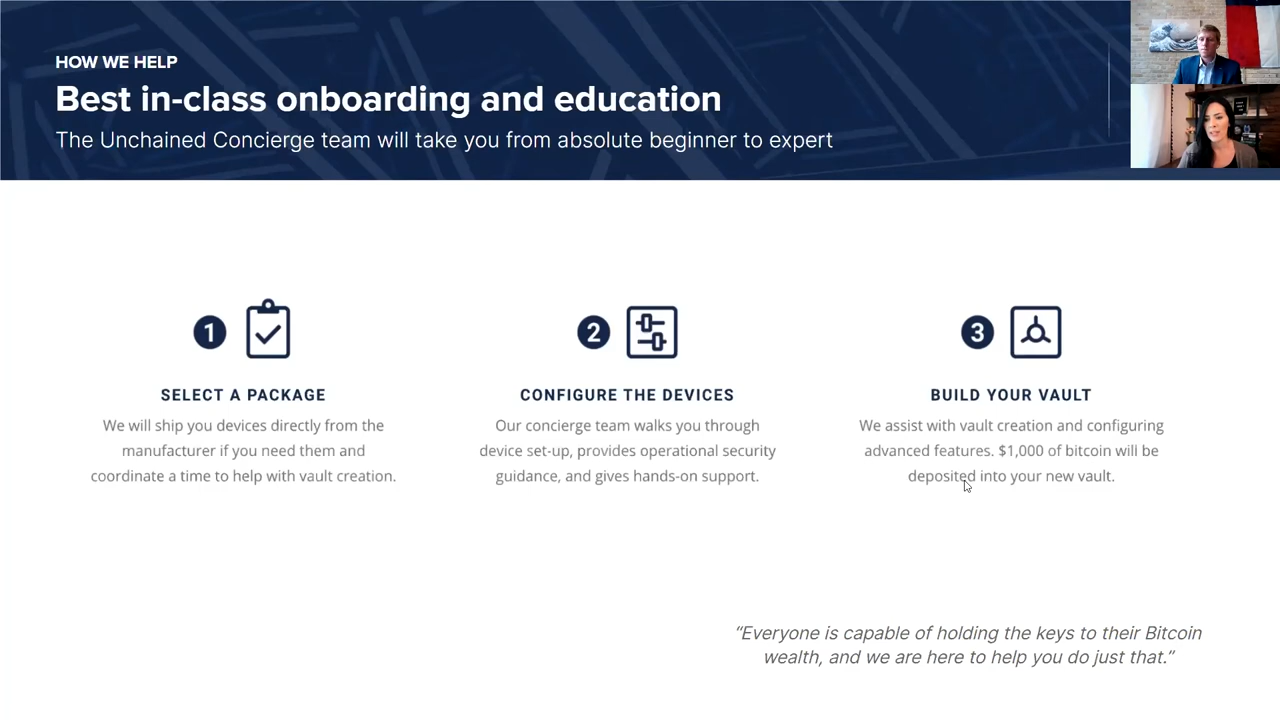 HOW WE HELP
Best in-class onboarding and education
The Unchained Concierge team will take you from absolute beginner to expert
1
SELECT A PACKAGE
We will ship you devices directly from the
manufacturer if you need them and
coordinate a time to help with vault creation.
2
CONFIGURE THE DEVICES
Our concierge team walks you through
device set-up, provides operational security
guidance, and gives hands-on support.
3
BUILD YOUR VAULT
We assist with vault creation and configuring
advanced features. $1,000 of bitcoin will be
deposited into your new vault.
“Everyone is capable of holding the keys to their Bitcoin
wealth, and we are here to help you do just that.”